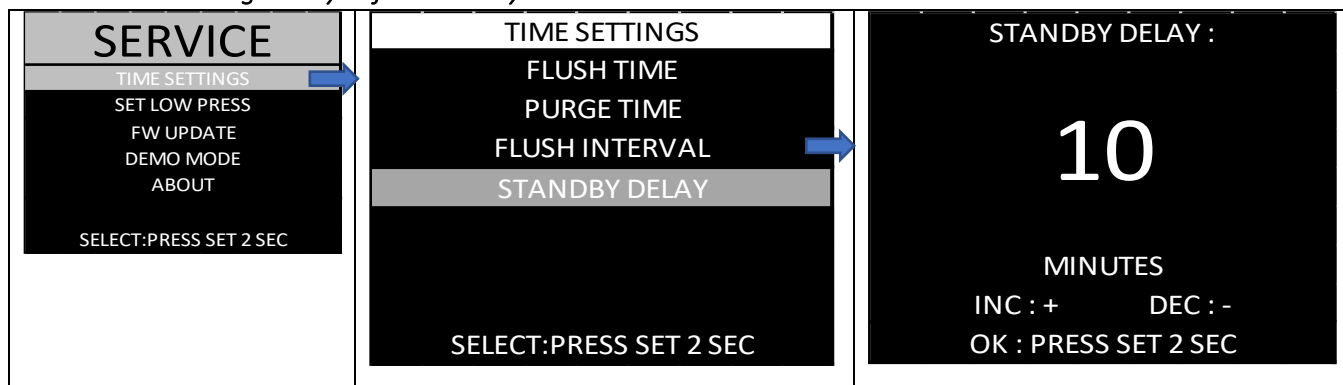 SERVICE
TIME SETTINGS
SET LOW PRESS
FW UPDATE
DEMO MODE
ABOUT
SELECT:PRESS SET 2 SEC
TIME SETTINGS
FLUSH TIME
PURGE TIME
FLUSH INTERVAL
STANDBY DELAY
SELECT:PRESS SET 2 SEC
STANDBY DELAY :
10
MINUTES
INC : + DEC : -
OK : PRESS SET 2 SEC